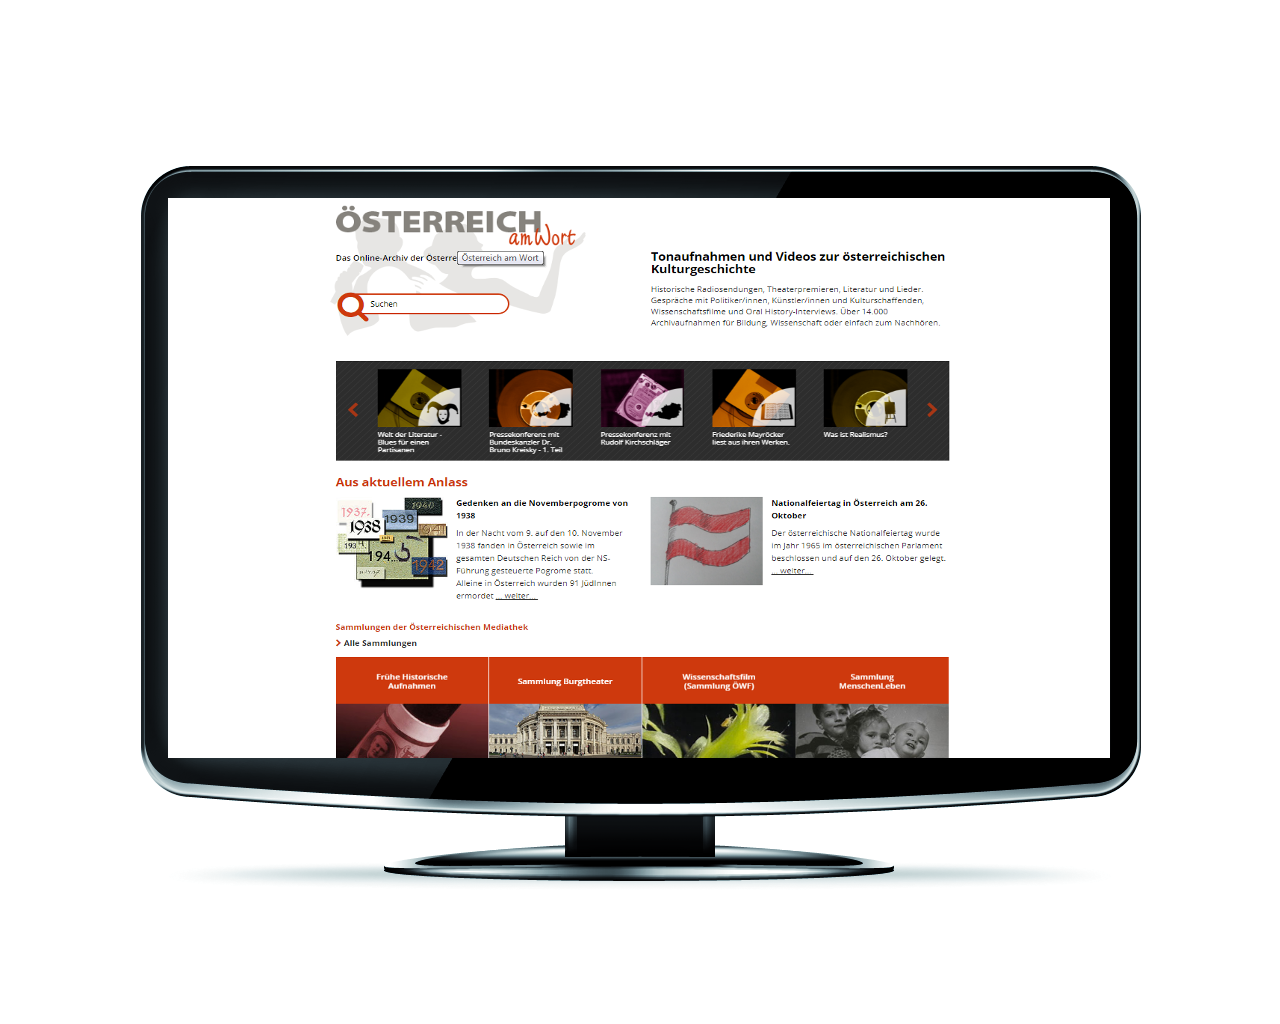 ÖSTERREICH
amWort
Das Online-Archiv der Österre
Österreich am Wort
Suchen
Tonaufnahmen und Videos zur österreichischen
Kulturgeschichte
Historische Radiosendungen, Theaterpremieren, Literatur und Lieder.
Gespräche mit Politiker/innen, Künstler/innen und Kulturschaffenden,
Wissenschaftsfilme und Oral History-Interviews. Über 14.000
Archivaufnahmen für Bildung, Wissenschaft oder einfach zum Nachhören.
Welt der Literatur -
Blues für einen
Partisanen
Pressekonferenz mit
Bundeskanzler Dr.
Bruno Kreisky - 1. Teil
Pressekonferenz mit
Rudolf Kirchschläger
Friederike Mayröcker
liest aus ihren Werken.
Was ist Realismus?
Aus aktuellem Anlass
1937.
1940
1938
1939
1941
194
1942
Gedenken an die Novemberpogrome von
1938
In der Nacht vom 9. auf den 10. November
1938 fanden in Österreich sowie im
gesamten Deutschen Reich von der NS-
Führung gesteuerte Pogrome statt.
Alleine in Österreich wurden 91 JüdInnen
ermordet ... weiter...
Nationalfeiertag in Österreich am 26.
Oktober
Der österreichische Nationalfeiertag wurde
im Jahr 1965 im österreichischen Parlament
beschlossen und auf den 26. Oktober gelegt.
... weiter...
Sammlungen der Österreichischen Mediathek
Alle Sammlungen
Frühe Historische
Aufnahmen
Sammlung Burgtheater
Wissenschaftsfilm
(Sammlung ÖWF)
Sammlung
MenschenLeben